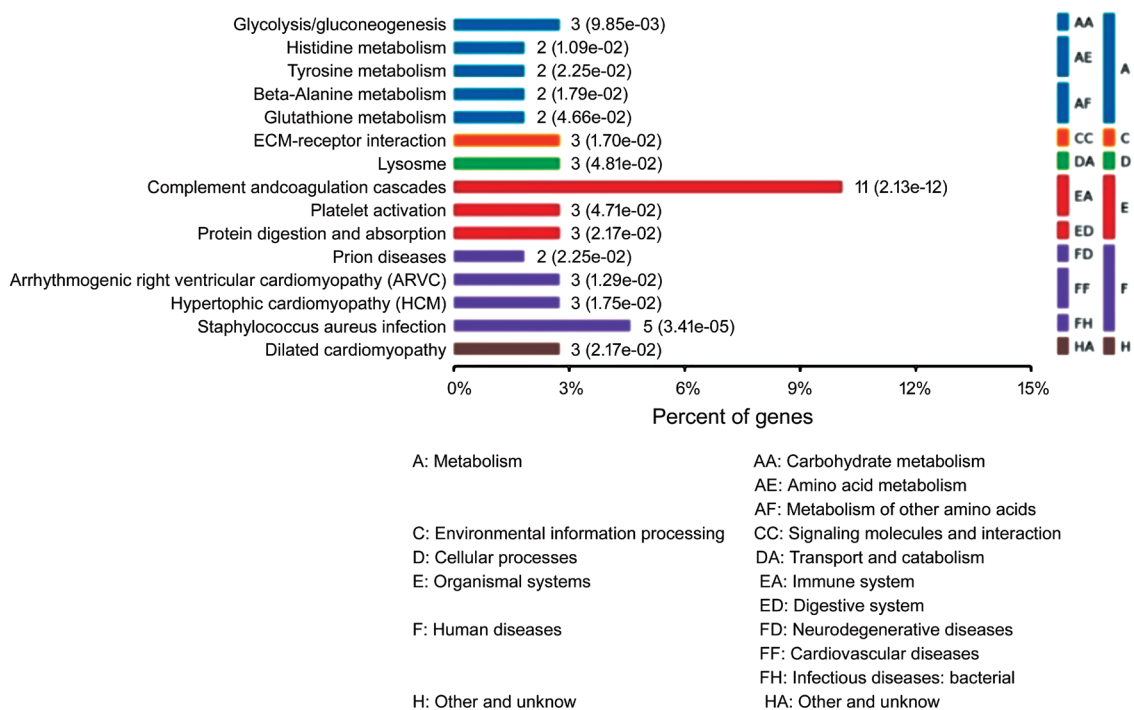 Glycolysis/gluconeogenesis 3 (9.85e-03) AA
Histidine metabolism 2 (1.09e-02)
Tyrosine metabolism 2 (2.25e-02) AE A
Beta-Alanine metabolism 2 (1.79e-02)
Glutathione metabolism 2 (4.66e-02) AF
ECM-receptor interaction 3 (1.70e-02) CC C
Lysosme 3 (4.81e-02) DA D
Complement andcoagulation cascades 11 (2.13e-12) EA
Platelet activation 3 (4.71e-02) E
Protein digestion and absorption 3 (2.17e-02) ED
Prion diseases 2 (2.25e-02) FD
Arrhythmogenic right ventricular cardiomyopathy (ARVC) 3 (1.29e-02) FF F
Hypertophic cardiomyopathy (HCM) 3 (1.75e-02)
Staphylococcus aureus infection 5 (3.41e-05) FH
Dilated cardiomyopathy 3 (2.17e-02) HA H
0% 3% 6% 9% 12% 15%
Percent of genes
A: Metabolism AA: Carbohydrate metabolism
AE: Amino acid metabolism
AF: Metabolism of other amino acids
C: Environmental information processing CC: Signaling molecules and interaction
D: Cellular processes DA: Transport and catabolism
E: Organismal systems EA: Immune system
ED: Digestive system
F: Human diseases FD: Neurodegenerative diseases
FF: Cardiovascular diseases
FH: Infectious diseases: bacterial
H: Other and unknow HA: Other and unknow